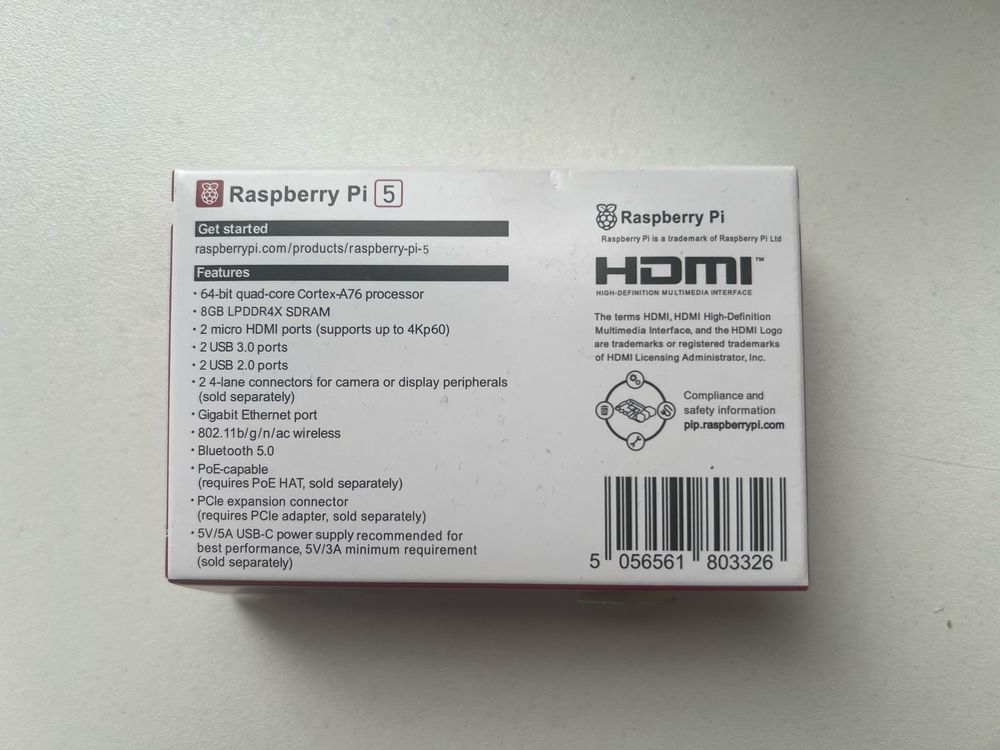 Raspberry Pi 5
Get started
raspberrypi.com/products/raspberry-pi-5
Features
· 64-bit quad-core Cortex-A76 processor
· 8GB LPDDR4X SDRAM
· 2 micro HDMI ports (supports up to 4Kp60)
· 2 USB 3.0 ports
· 2 USB 2.0 ports
· 2 4-lane connectors for camera or display peripherals
(sold separately)
· Gigabit Ethernet port
· 802.11b/g/n/ac wireless
· Bluetooth 5.0
· PoE-capable
(requires PoE HAT, sold separately)
· PCIe expansion connector
(requires PCIe adapter, sold separately)
· 5V/5A USB-C power supply recommended for
best performance, 5V/3A minimum requirement
(sold separately)
Raspberry Pi
Raspberry Pi is a trademark of Raspberry Pi Ltd
HDMI™
HIGH-DEFINITION MULTIMEDIA INTERFACE
The terms HDMI, HDMI High-Definition
Multimedia Interface, and the HDMI Logo
are trademarks or registered trademarks
of HDMI Licensing Administrator, Inc.
Compliance and
safety information
pip.raspberrypi.com
5 056561 803326